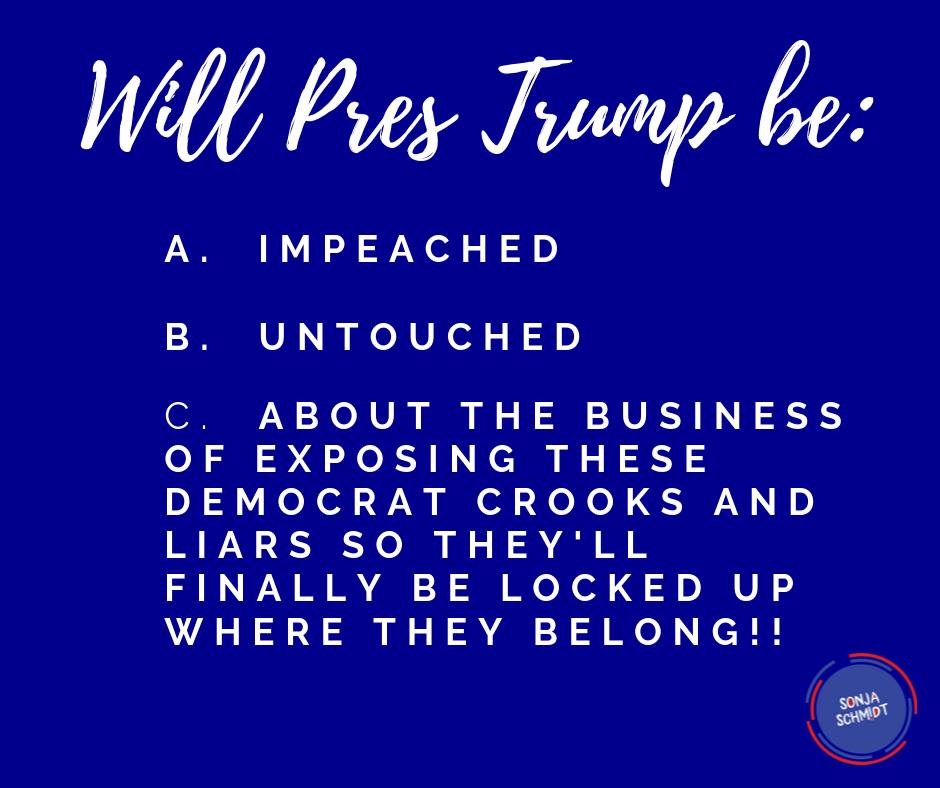 Will Pres Trump be:
A. IMPEACHED
B. UNTOUCHED
C. ABOUT THE BUSINESS
OF EXPOSING THESE
DEMOCRAT CROOKS AND
LIARS SO THEY'LL
FINALLY BE LOCKED UP
WHERE THEY BELONG!!
SONJA
SCHMIDT